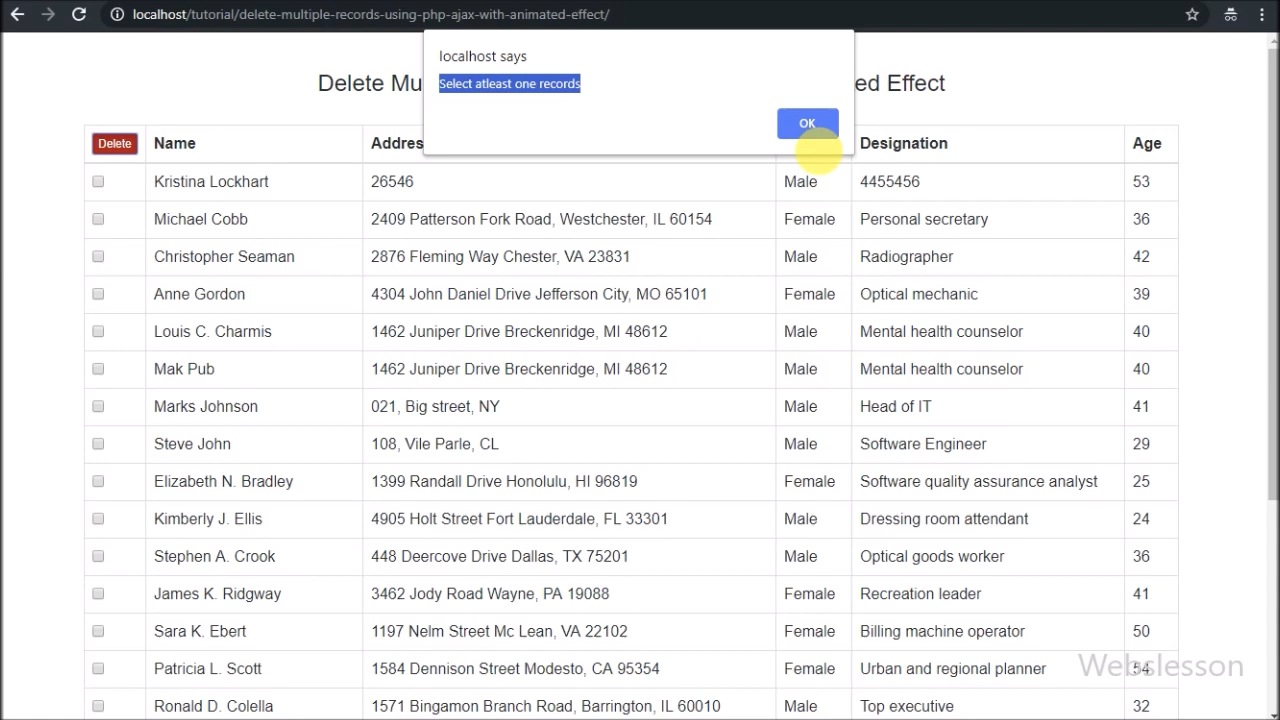 localhost/tutorial/delete-multiple-records-using-php-ajax-with-animated-effect/
localhost says
Select atleast one records
OK
Delete Mu ed Effect
Delete Name Addres Designation Age
Kristina Lockhart 26546 Male 4455456 53
Michael Cobb 2409 Patterson Fork Road, Westchester, IL 60154 Female Personal secretary 36
Christopher Seaman 2876 Fleming Way Chester, VA 23831 Male Radiographer 42
Anne Gordon 4304 John Daniel Drive Jefferson City, MO 65101 Female Optical mechanic 39
Louis C. Charmis 1462 Juniper Drive Breckenridge, MI 48612 Male Mental health counselor 40
Mak Pub 1462 Juniper Drive Breckenridge, MI 48612 Male Mental health counselor 40
Marks Johnson 021, Big street, NY Male Head of IT 41
Steve John 108, Vile Parle, CL Male Software Engineer 29
Elizabeth N. Bradley 1399 Randall Drive Honolulu, HI 96819 Female Software quality assurance analyst 25
Kimberly J. Ellis 4905 Holt Street Fort Lauderdale, FL 33301 Male Dressing room attendant 24
Stephen A. Crook 448 Deercove Drive Dallas, TX 75201 Male Optical goods worker 36
James K. Ridgway 3462 Jody Road Wayne, PA 19088 Female Recreation leader 41
Sara K. Ebert 1197 Nelm Street Mc Lean, VA 22102 Female Billing machine operator 50
Patricia L. Scott 1584 Dennison Street Modesto, CA 95354 Female Urban and regional planner 54
Webslesson
Ronald D. Colella 1571 Bingamon Branch Road, Barrington, IL 60010 Male Top executive 32